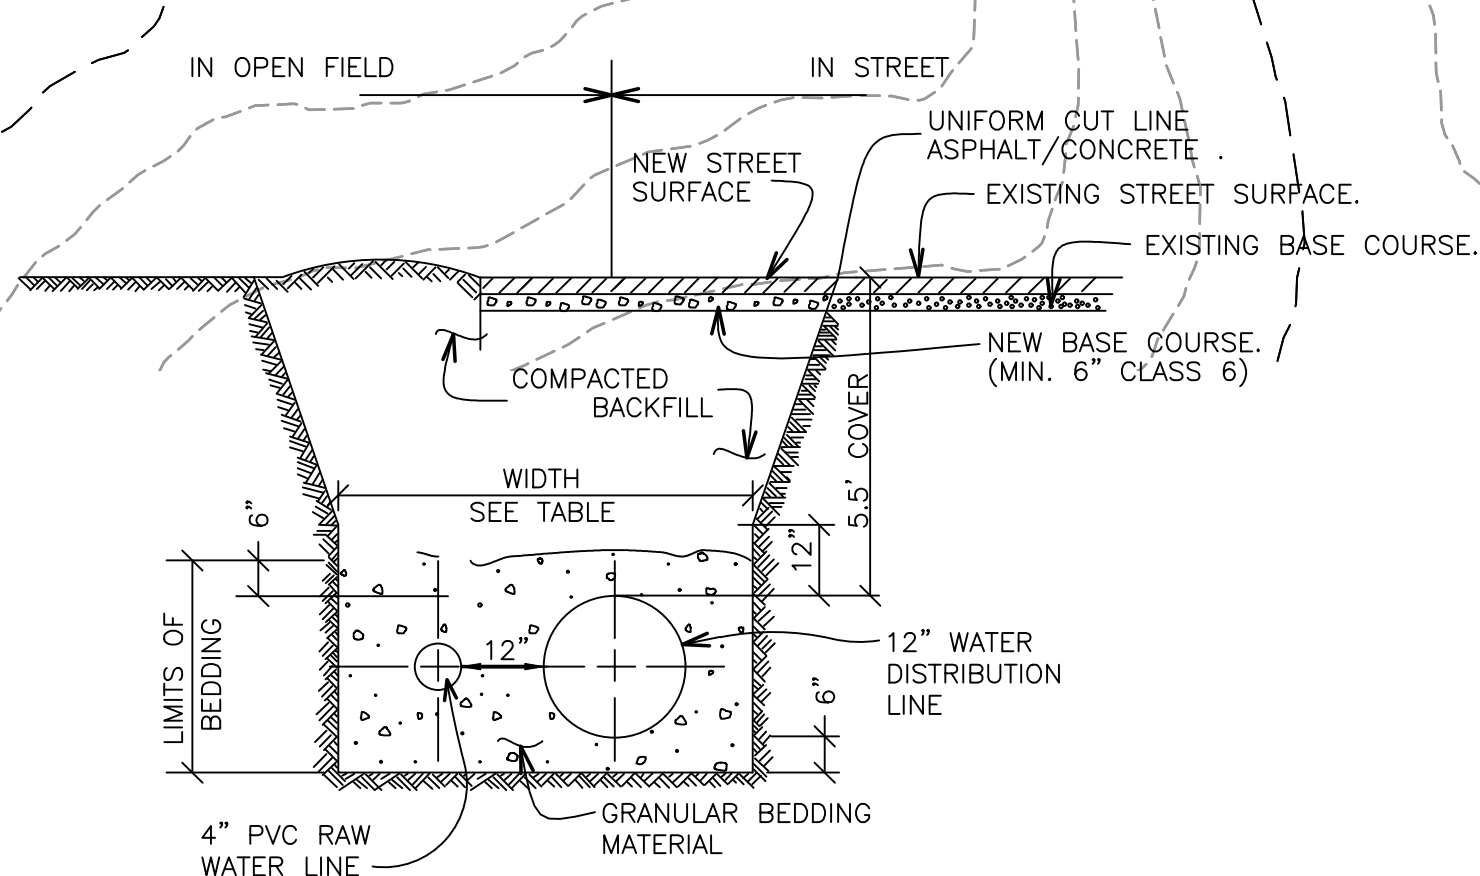 IN OPEN FIELD
IN STREET
UNIFORM CUT LINE
ASPHALT/CONCRETE .
NEW STREET
SURFACE
EXISTING STREET SURFACE.
EXISTING BASE COURSE.
NEW BASE COURSE.
(MIN. 6" CLASS 6)
COMPACTED
BACKFILL
5.5' COVER
WIDTH
SEE TABLE
6"
12"
LIMITS OF
BEDDING
12"
12" WATER
DISTRIBUTION
LINE
6"
GRANULAR BEDDING
MATERIAL
4" PVC RAW
WATER LINE